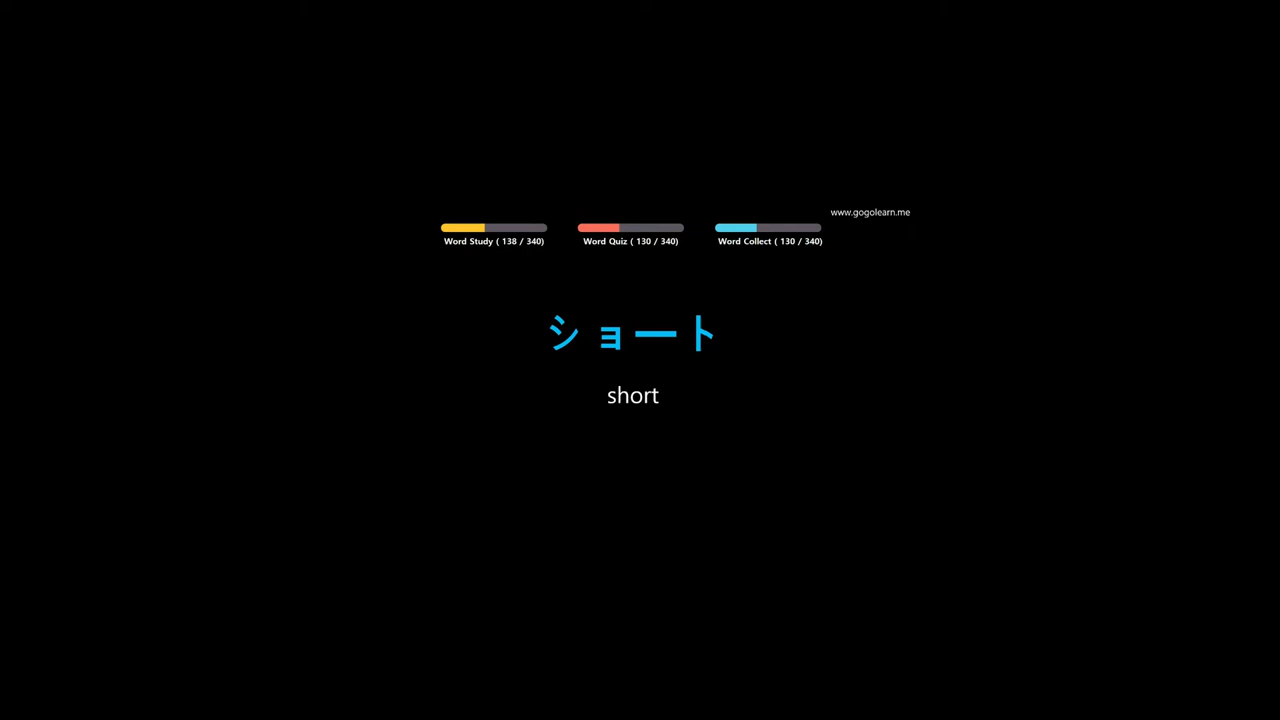 www.gogolearn.me
Word Study ( 138 / 340)
Word Quiz ( 130 / 340)
Word Collect ( 130 / 340)
ショート
short